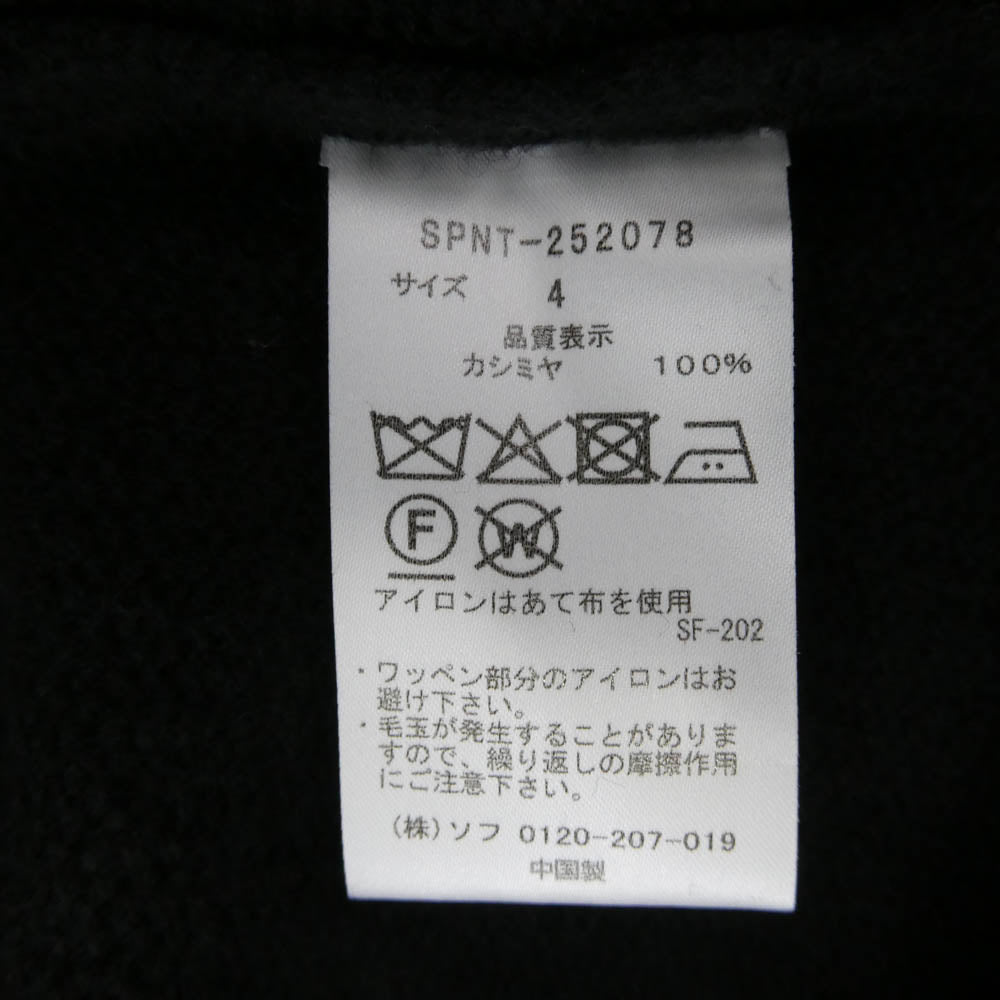 SPNT-252078
サイズ 4
品質表示
カシミヤ 100%
F W
アイロンはあて布を使用
SF-202
・ワッペン部分のアイロンはお
避け下さい。
・毛玉が発生することがありま
すので、繰り返しの摩擦作用
にご注意下さい。
(株)ソフ 0120-207-019
中国製